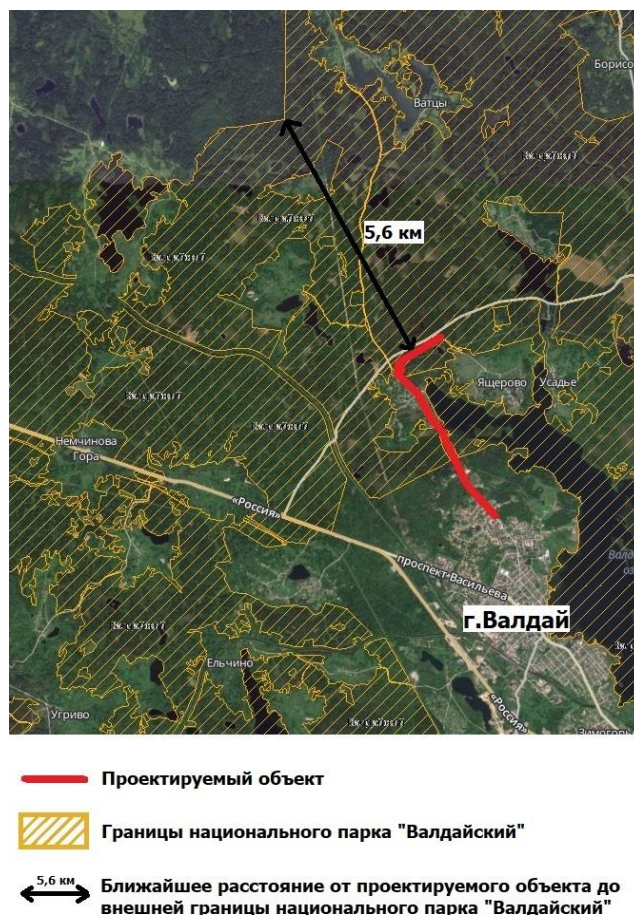 Борисо
Ватцы
5,6 км
Ящерово
Усадье
Немчинова
Гора
«Россия»
проспект Васильева
г.Валдай
Ельчино
«Россия»
Угриво
Зимогорь
Проектируемый объект
Границы национального парка "Валдайский"
5,6 км
Ближайшее расстояние от проектируемого объекта до
внешней границы национального парка "Валдайский"